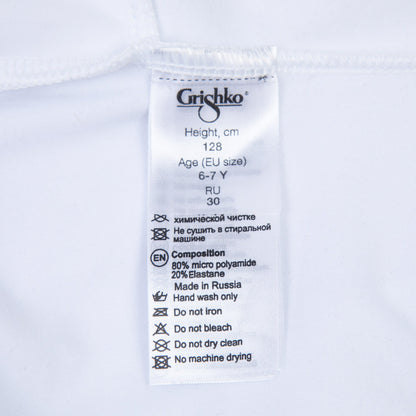 Grishko®
Height, cm
128
Age (EU size)
6-7 Y
RU
30
химической чистке
Не сушить в стиральной
машине
EN Composition
80% micro polyamide
20% Elastane
Made in Russia
Hand wash only
Do not iron
Do not bleach
Do not dry clean
No machine drying